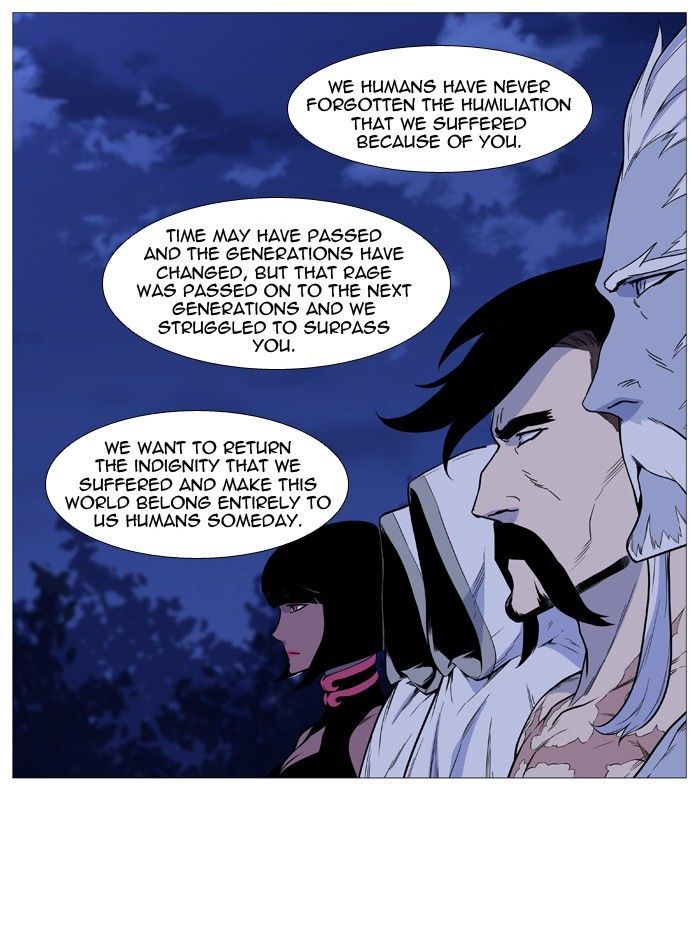 WE HUMANS HAVE NEVER
FORGOTTEN THE HUMILIATION
THAT WE SUFFERED
BECAUSE OF YOU.
TIME MAY HAVE PASSED
AND THE GENERATIONS HAVE
CHANGED, BUT THAT RAGE
WAS PASSED ON TO THE NEXT
GENERATIONS AND WE
STRUGGLED TO SURPASS
YOU.
WE WANT TO RETURN
THE INDIGNITY THAT WE
SUFFERED AND MAKE THIS
WORLD BELONG ENTIRELY TO
US HUMANS SOMEDAY.